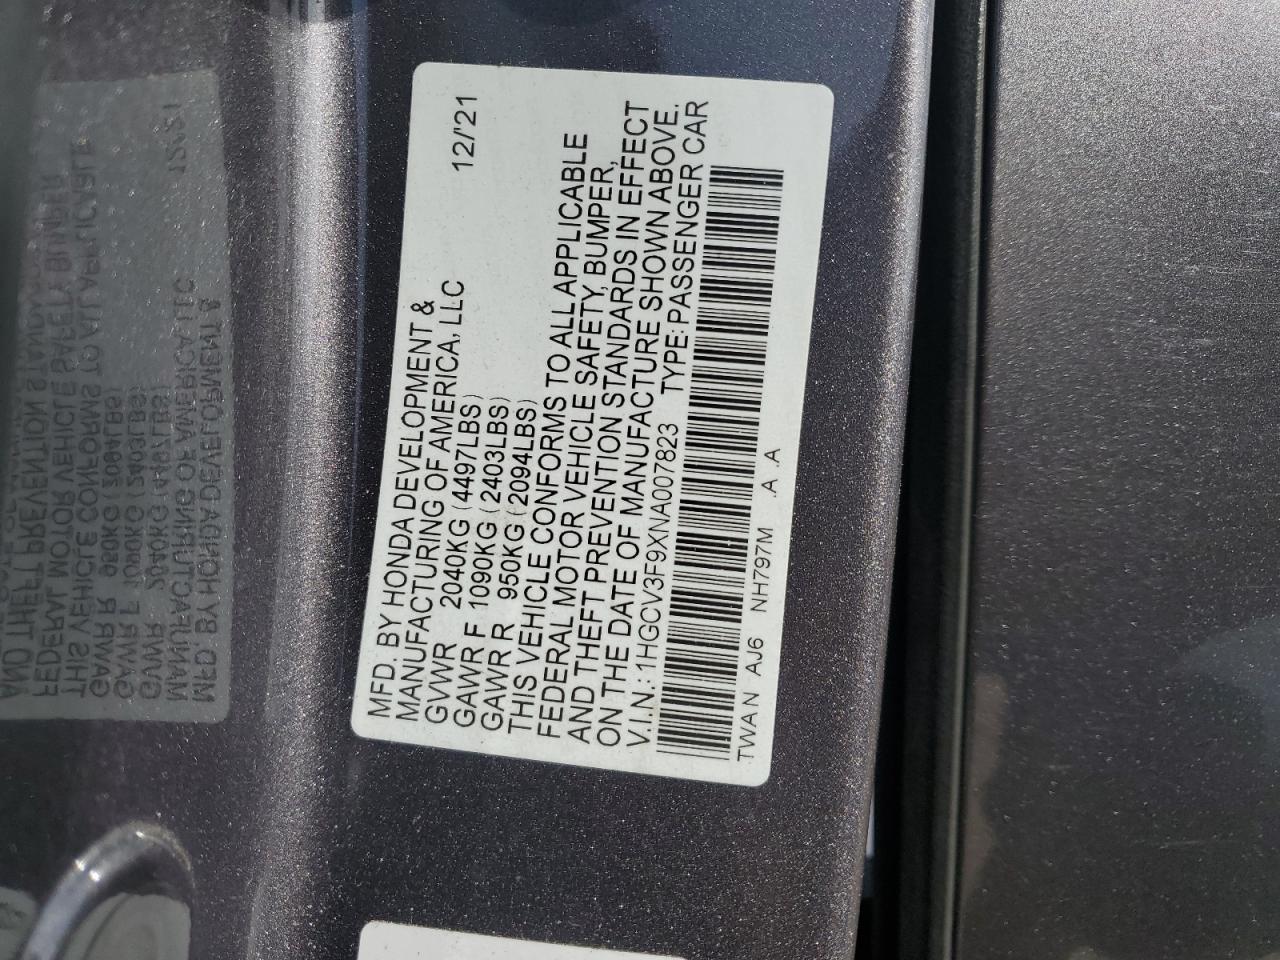 MFD. BY HONDA DEVELOPMENT &
MANUFACTURING OF AMERICA, LLC 12/'21
GVWR 2040KG (4497LBS)
GAWR F 1090KG (2403LBS)
GAWR R 950KG (2094LBS)
THIS VEHICLE CONFORMS TO ALL APPLICABLE
FEDERAL MOTOR VEHICLE SAFETY, BUMPER,
AND THEFT PREVENTION STANDARDS IN EFFECT
ON THE DATE OF MANUFACTURE SHOWN ABOVE.
V.I.N.: 1HGCV3F9XNA007823 TYPE: PASSENGER CAR
TWA N AJ6 NH797M .A .A